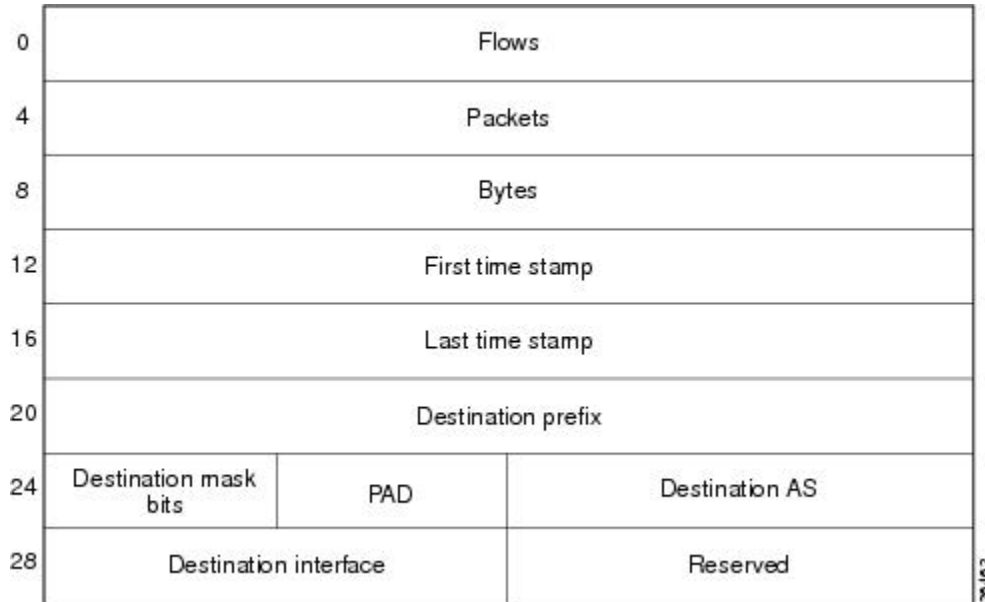 0 Flows
4 Packets
8 Bytes
12 First time stamp
16 Last time stamp
20 Destination prefix
24 Destination mask bits PAD Destination AS
28 Destination interface Reserved